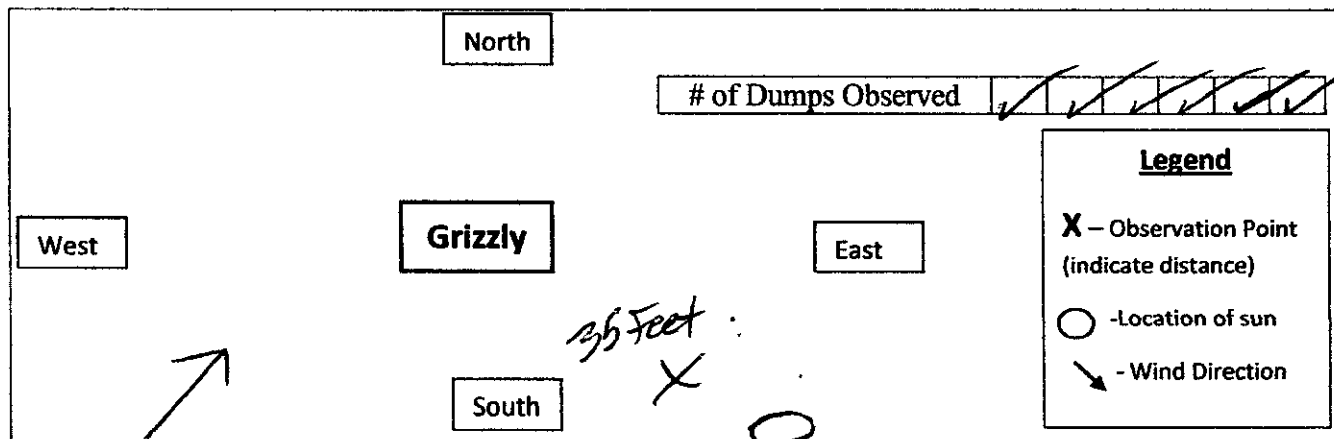 North
# of Dumps Observed ✓ ✓ ✓ ✓ ✓ ✓
Legend
X – Observation Point
(indicate distance)
-Location of sun
- Wind Direction
West
Grizzly
East
35 Feet
X
South